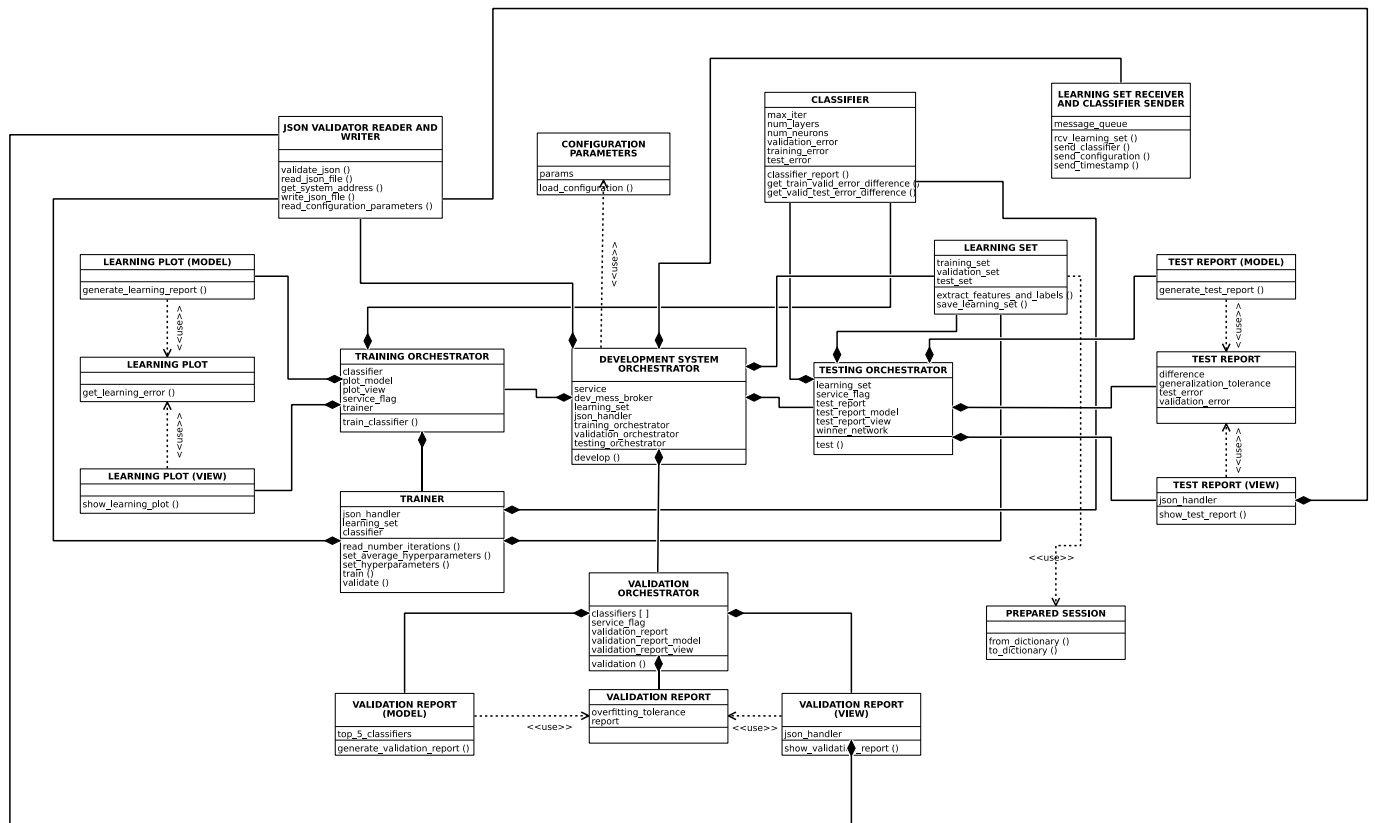 JSON VALIDATOR READER AND
WRITER
validate_json ()
read_json_file ()
get_system_address ()
write_json_file ()
read_configuration_parameters ()
CONFIGURATION
PARAMETERS
params
load_configuration ()
<<use>>
CLASSIFIER
max_iter
num_layers
num_neurons
validation_error
training_error
test_error
classifier_report ()
get_train_valid_error_difference ()
get_valid_test_error_difference ()
LEARNING SET RECEIVER
AND CLASSIFIER SENDER
message_queue
rcv_learning_set ()
send_classifier ()
send_configuration ()
send_timestamp ()
LEARNING SET
training_set
validation_set
test_set
extract_features_and_labels ()
save_learning_set ()
LEARNING PLOT (MODEL)
generate_learning_report ()
<<use>>
LEARNING PLOT
get_learning_error ()
<<use>>
LEARNING PLOT (VIEW)
show_learning_plot ()
TRAINING ORCHESTRATOR
classifier
plot_model
plot_view
service_flag
trainer
train_classifier ()
DEVELOPMENT SYSTEM
ORCHESTRATOR
service
dev_mess_broker
learning_set
json_handler
training_orchestrator
validation_orchestrator
testing_orchestrator
develop ()
TESTING ORCHESTRATOR
learning_set
service_flag
test_report
test_report_model
test_report_view
winner_network
test ()
TEST REPORT (MODEL)
generate_test_report ()
<<use>>
TEST REPORT
difference
generalization_tolerance
test_error
validation_error
<<use>>
TEST REPORT (VIEW)
json_handler
show_test_report ()
TRAINER
json_handler
learning_set
classifier
read_number_iterations ()
set_average_hyperparameters ()
set_hyperparameters ()
train ()
validate ()
<<use>>
PREPARED SESSION
from_dictionary ()
to_dictionary ()
VALIDATION
ORCHESTRATOR
classifiers [ ]
service_flag
validation_report
validation_report_model
validation_report_view
validation ()
VALIDATION REPORT
(MODEL)
top_5_classifiers
generate_validation_report ()
<<use>>
VALIDATION REPORT
overfitting_tolerance
report
<<use>>
VALIDATION REPORT
(VIEW)
json_handler
show_validation_report ()